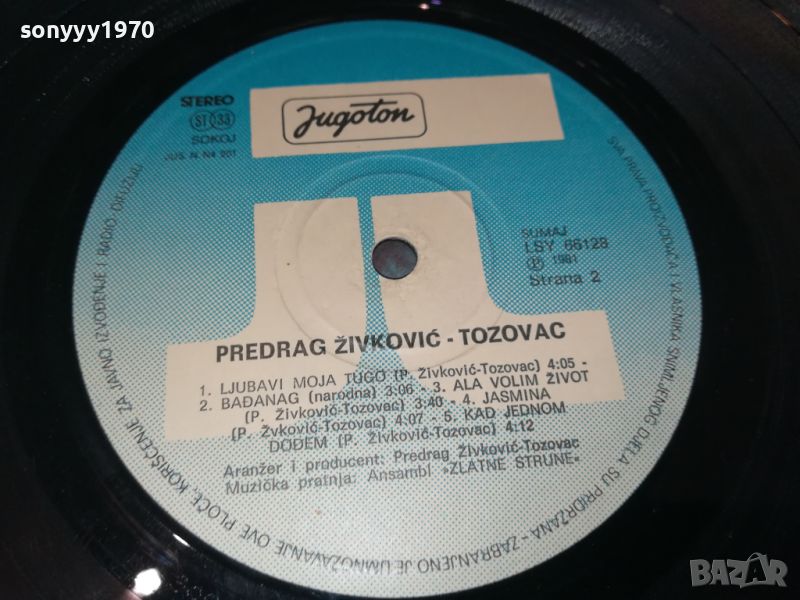 sonyyy1970
Jugoton
STEREO
ST 33
SOKOJ
JUS N N4 201
SUMAJ
LSY 66128
Ⓟ 1981
Strana 2
PREDRAG ŽIVKOVIĆ - TOZOVAC
1. LJUBAVI MOJA TUGO (P. Živković-Tozovac) 4:05 -
2. BAĐANAG (narodna) 3:06 - 3. ALA VOLIM ŽIVOT
(P. Živković-Tozovac) 3:40 - 4. JASMINA
(P. Žvković-Tozovac) 4:07 - 5. KAD JEDNOM
DOĐEM (P. Živković-Tozovac) 4:12
Aranžer i producent: Predrag Živković-Tozovac
Muzička pratnja: Ansambl »ZLATNE STRUNE«
SVA PRAVA PROIZVOĐAČA I VLASNIKA SNIMLJENOG DJELA SU PRIDRŽANA - ZABRANJENO JE UMNOŽAVANJE OVE PLOČE, KORIŠĆENJE ZA JAVNO IZVOĐENJE I RADIO-DIFUZIJU
BAZAR